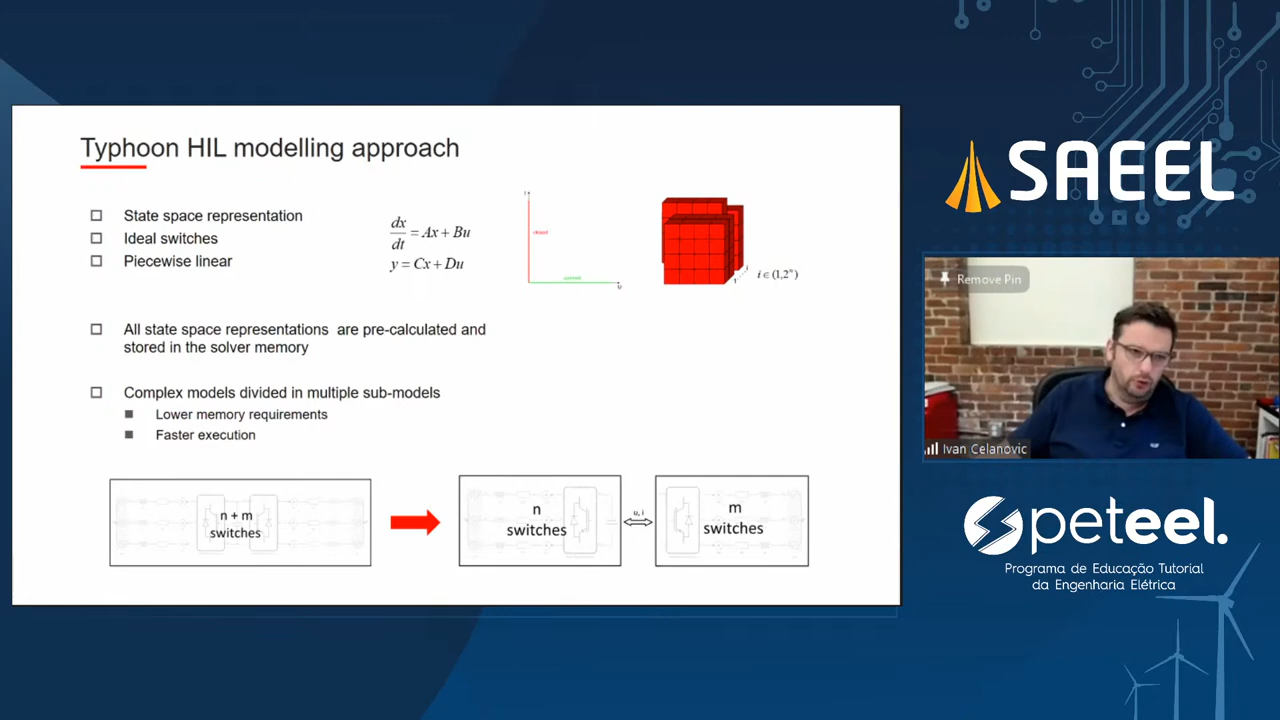 Typhoon HIL modelling approach
State space representation
Ideal switches
Piecewise linear
dx/dt = Ax + Bu
y = Cx + Du
i
closed
u
i ∈ (1,2ⁿ)
All state space representations are pre-calculated and
stored in the solver memory
Complex models divided in multiple sub-models
Lower memory requirements
Faster execution
n + m
switches
n
switches
u, i
m
switches
SAEEL
Remove Pin
Ivan Celanovic
peteel.
Programa de Educação Tutorial
da Engenharia Elétrica